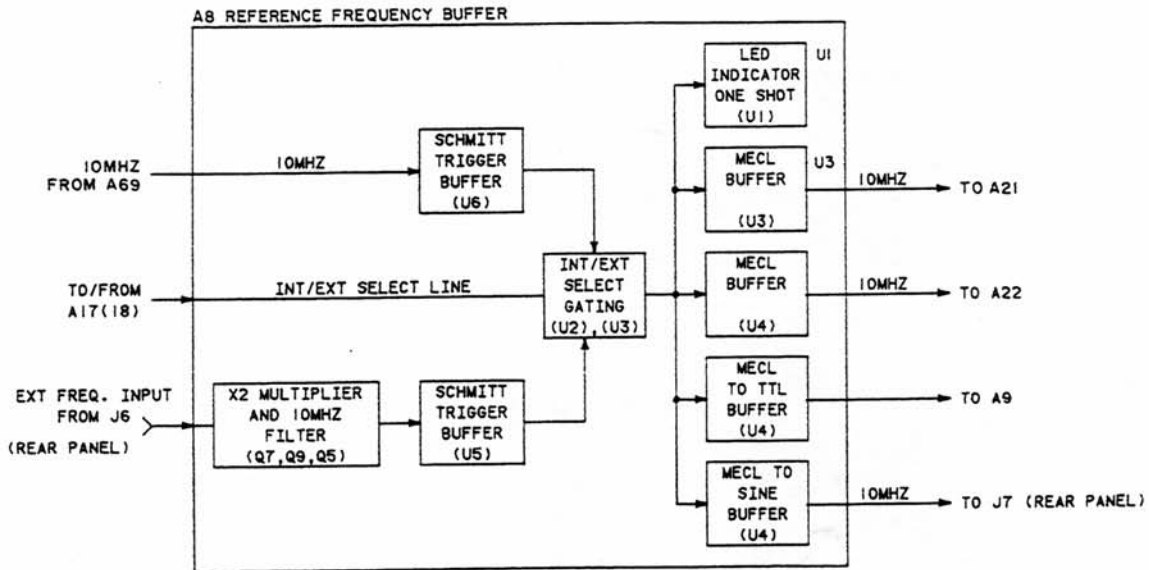 A8 REFERENCE FREQUENCY BUFFER
LED
INDICATOR
ONE SHOT
(U1)
U1
10MHZ
FROM A69
10MHZ
SCHMITT
TRIGGER
BUFFER
(U6)
MECL
BUFFER
(U3)
U3
10MHZ
TO A21
TO/FROM
A17(18)
INT/EXT SELECT LINE
INT/EXT
SELECT
GATING
(U2),(U3)
MECL
BUFFER
(U4)
10MHZ
TO A22
EXT FREQ. INPUT
FROM J6
(REAR PANEL)
X2 MULTIPLIER
AND 10MHZ
FILTER
(Q7,Q9,Q5)
SCHMITT
TRIGGER
BUFFER
(U5)
MECL
TO TTL
BUFFER
(U4)
TO A9
MECL TO
SINE
BUFFER
(U4)
10MHZ
TO J7 (REAR PANEL)